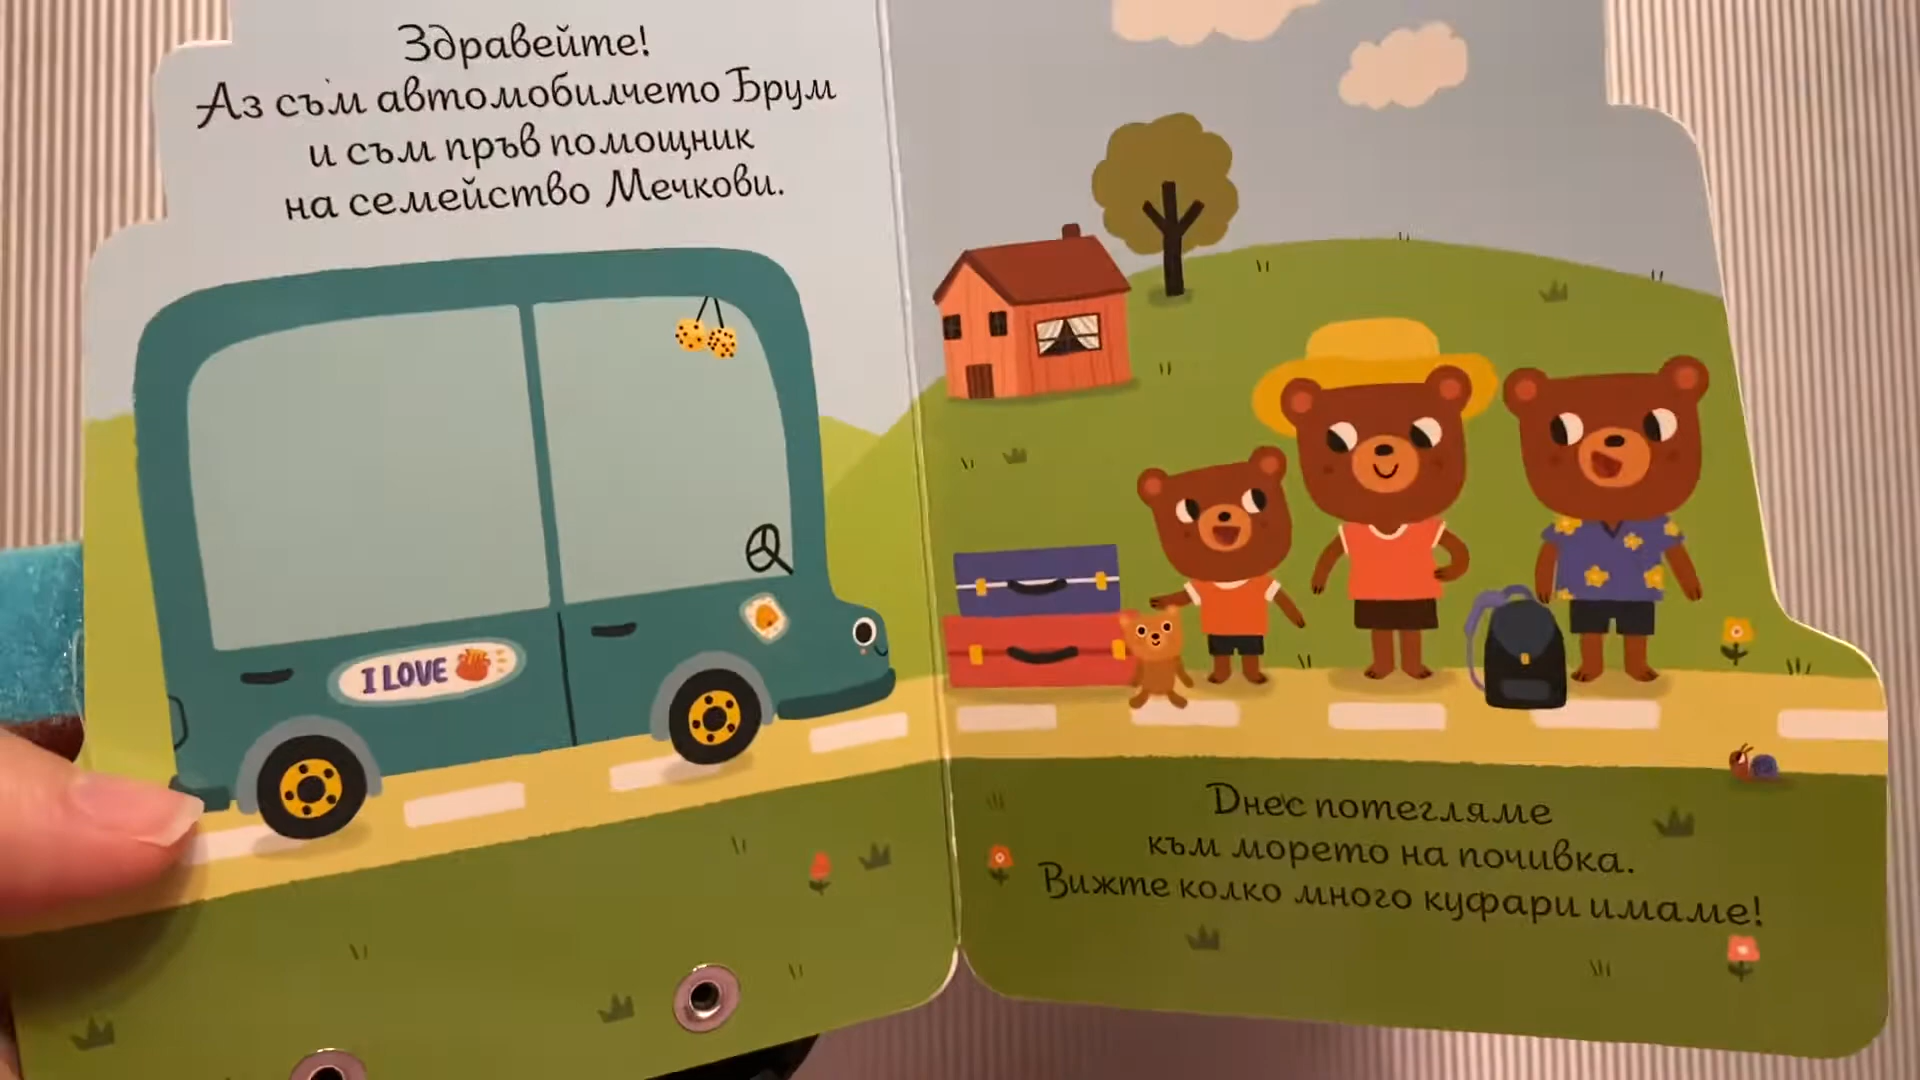 Здравейте!
Аз съм автомобилчето Брум
и съм пръв помощник
на семейство Мечкови.
I LOVE
Днес потегляме
към морето на почивка.
Вижте колко много куфари имаме!